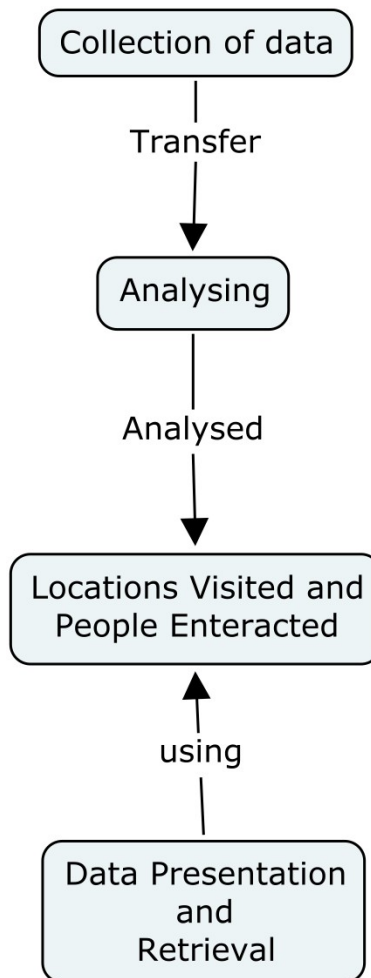 Collection of data
Transfer
Analysing
Analysed
Locations Visited and
People Enteracted
using
Data Presentation
and
Retrieval